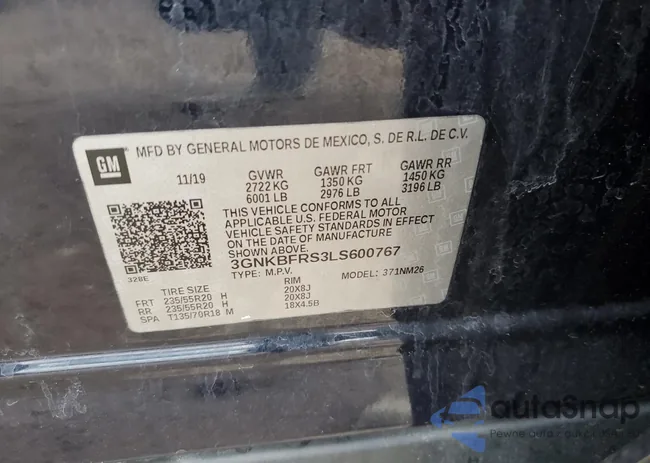 GM
MFD BY GENERAL MOTORS DE MEXICO, S. DE R.L. DE C.V.
11/19 GVWR GAWR FRT GAWR RR
2722 KG 1350 KG 1450 KG
6001 LB 2976 LB 3196 LB
THIS VEHICLE CONFORMS TO ALL
APPLICABLE U.S. FEDERAL MOTOR
VEHICLE SAFETY STANDARDS IN EFFECT
ON THE DATE OF MANUFACTURE
SHOWN ABOVE.
3GNKBFRS3LS600767
TYPE: M.P.V. MODEL: 371NM26
328E
TIRE SIZE RIM
FRT 235/55R20 H 20X8J
RR 235/55R20 H 20X8J
SPA T135/70R18 M 18X4.5B
autoSnap
Pewne auto